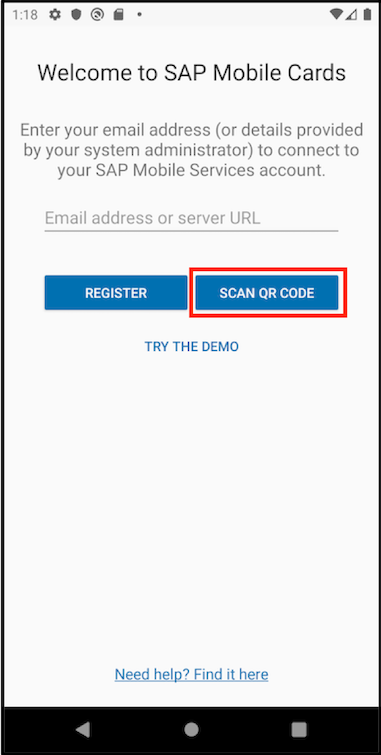 1:18
Welcome to SAP Mobile Cards
Enter your email address (or details provided
by your system administrator) to connect to
your SAP Mobile Services account.
Email address or server URL
REGISTER
SCAN QR CODE
TRY THE DEMO
Need help? Find it here